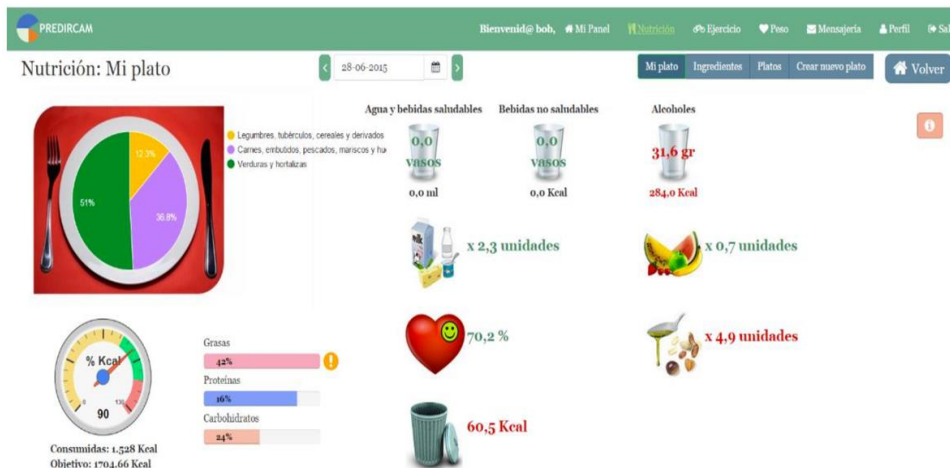 PREDIRCAM
Bienvenid@ bob, Mi Panel Nutrición Ejercicio Peso Mensajería Perfil Sal
Nutrición: Mi plato
28-06-2015
Mi plato Ingredientes Platos Crear nuevo plato Volver
Agua y bebidas saludables Bebidas no saludables Alcoholes
Legumbres, tubérculos, cereales y derivados
Carnes, embutidos, pescados, mariscos y hu
Verduras y hortalizas
12.3%
36.8%
51%
0,0 vasos
0,0 vasos
31,6 gr
0,0 ml
0,0 Kcal
284,0 Kcal
x 2,3 unidades
x 0,7 unidades
70,2 %
x 4,9 unidades
60,5 Kcal
% Kcal
0 130
90
Consumidas: 1.528 Kcal
Objetivo: 1704,66 Kcal
Grasas
42%
Proteínas
16%
Carbohidratos
24%